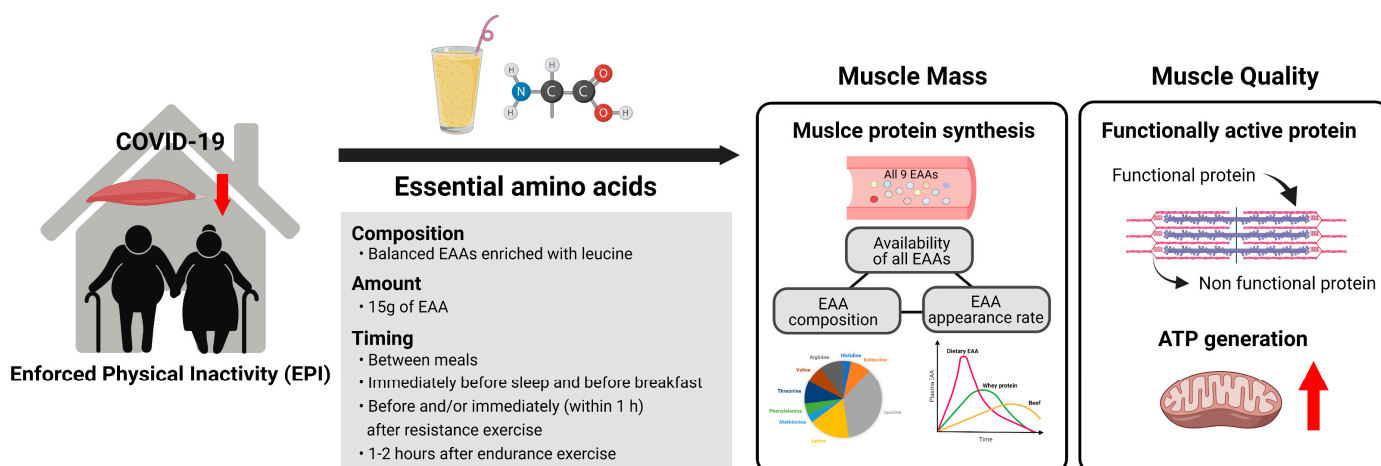 COVID-19
Enforced Physical Inactivity (EPI)
H
H
N
C
H
C
O
O
H
Essential amino acids
Composition
• Balanced EAAs enriched with leucine
Amount
• 15g of EAA
Timing
• Between meals
• Immediately before sleep and before breakfast
• Before and/or immediately (within 1 h)
after resistance exercise
• 1-2 hours after endurance exercise
Muscle Mass
Muslce protein synthesis
All 9 EAAs
Availability
of all EAAs
EAA
composition
EAA
appearance rate
Arginine
Histidine
Isoleucine
Valine
Threonine
Phenylalanine
Methionine
Lysine
Leucine
Dietary EAA
Whey protein
Beef
Plasma EAA
Time
Muscle Quality
Functionally active protein
Functional protein
Non functional protein
ATP generation